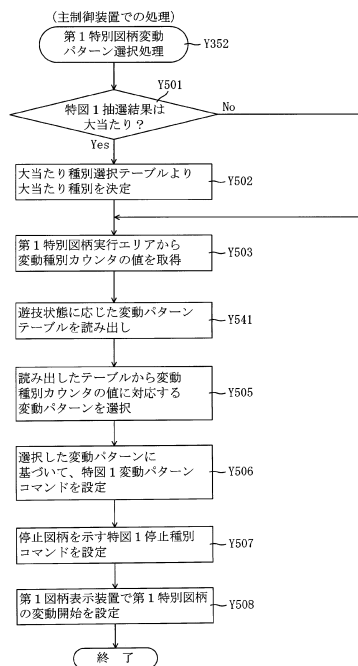 (主制御装置での処理)
第1特別図柄変動
パターン選択処理
Y352
Y501
特図1抽選結果は
大当たり?
No
Yes
大当たり種別選択テーブルより
大当たり種別を決定
Y502
第1特別図柄実行エリアから
変動種別カウンタの値を取得
Y503
遊技状態に応じた変動パターン
テーブルを読み出し
Y541
読み出したテーブルから変動
種別カウンタの値に対応する
変動パターンを選択
Y505
選択した変動パターンに
基づいて、特図1変動パターン
コマンドを設定
Y506
停止図柄を示す特図1停止種別
コマンドを設定
Y507
第1図柄表示装置で第1特別図柄
の変動開始を設定
Y508
終 了